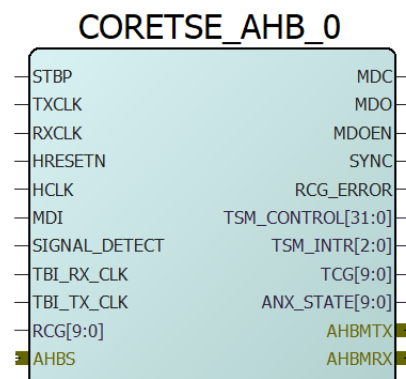 CORETSE_AHB_0
STBP MDC
TXCLK MDO
RXCLK MDOEN
HRESETN SYNC
HCLK RCG_ERROR
MDI TSM_CONTROL[31:0]
SIGNAL_DETECT TSM_INTR[2:0]
TBI_RX_CLK TCG[9:0]
TBI_TX_CLK ANX_STATE[9:0]
RCG[9:0] AHBMTX
AHBS AHBMRX